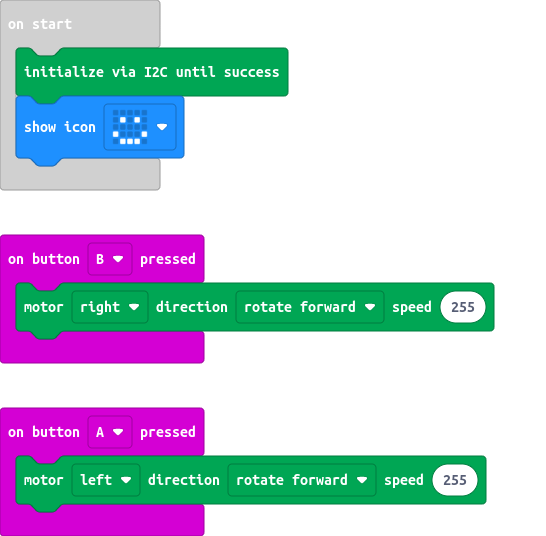 on start
initialize via I2C until success
show icon
on button B pressed
motor right direction rotate forward speed 255
on button A pressed
motor left direction rotate forward speed 255